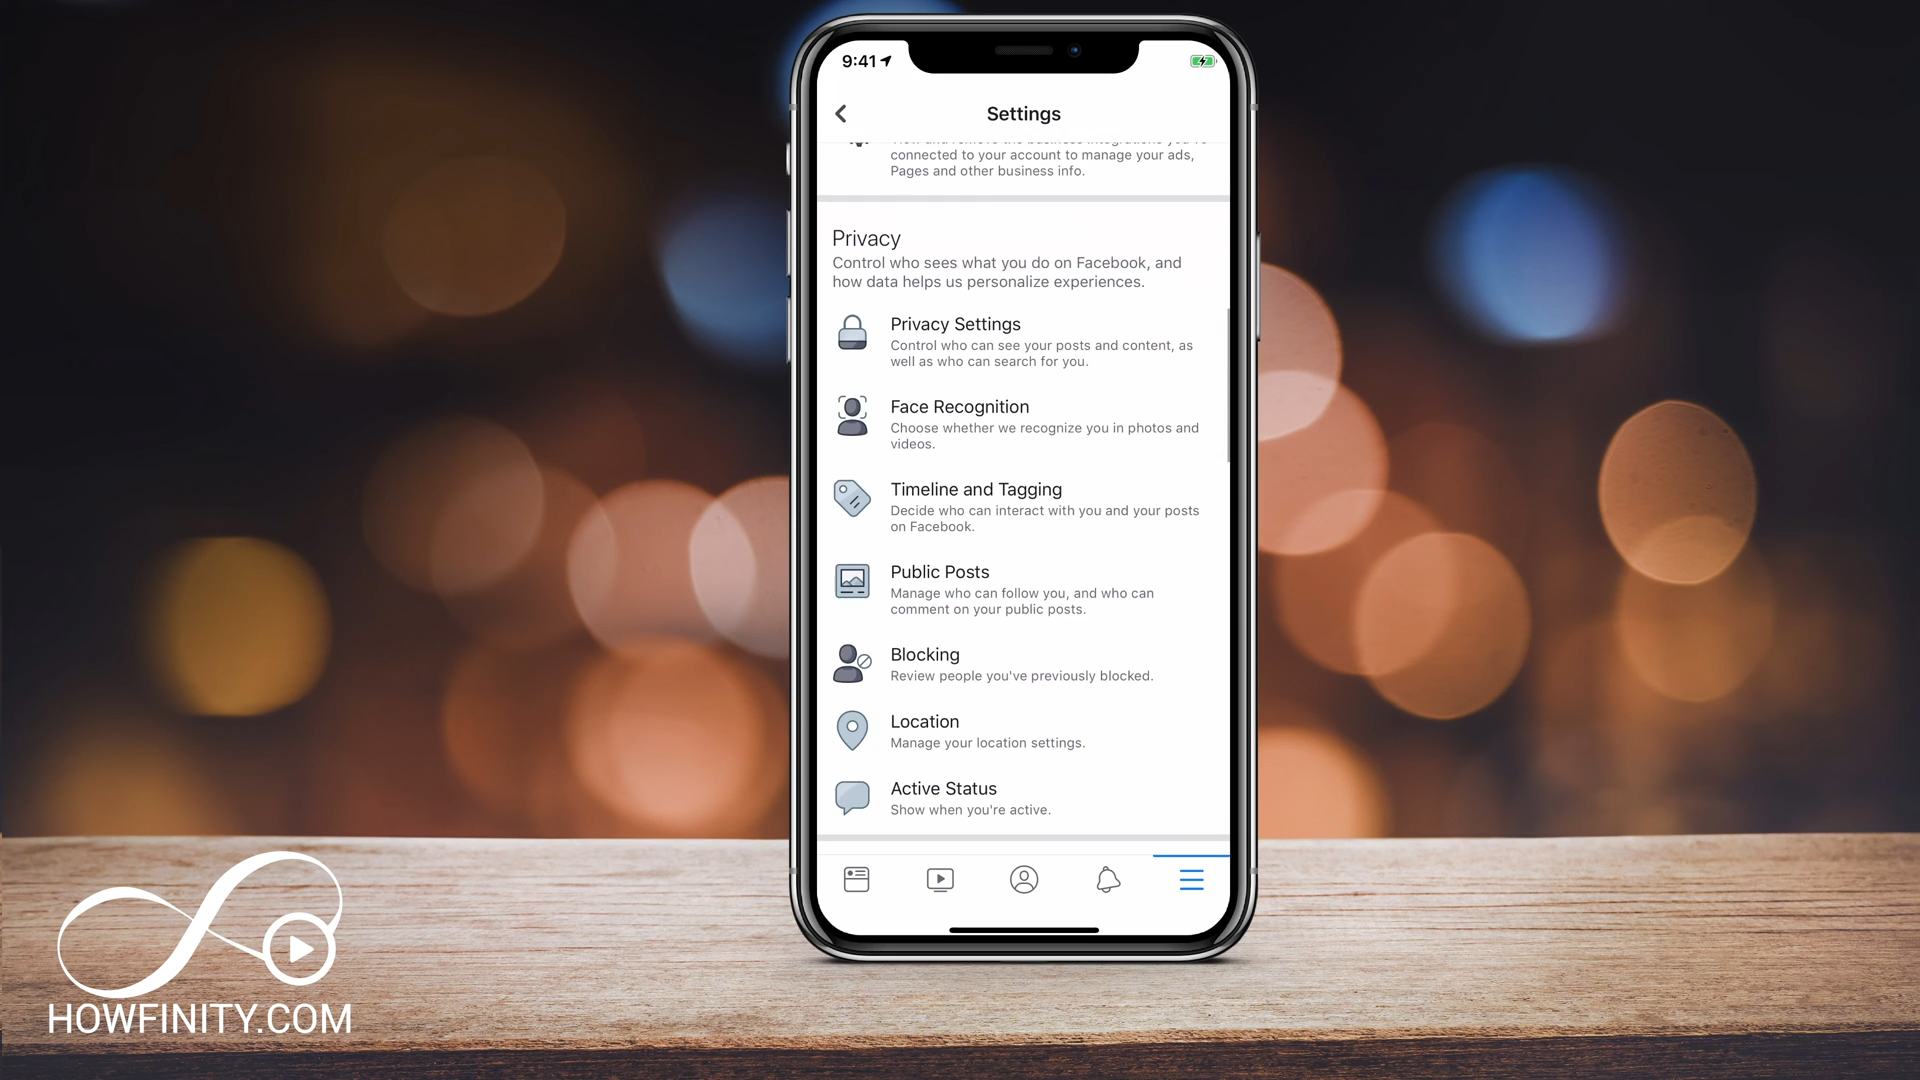 9:41
Settings
connected to your account to manage your ads,
Pages and other business info.
Privacy
Control who sees what you do on Facebook, and
how data helps us personalize experiences.
Privacy Settings
Control who can see your posts and content, as
well as who can search for you.
Face Recognition
Choose whether we recognize you in photos and
videos.
Timeline and Tagging
Decide who can interact with you and your posts
on Facebook.
Public Posts
Manage who can follow you, and who can
comment on your public posts.
Blocking
Review people you've previously blocked.
Location
Manage your location settings.
Active Status
Show when you're active.
HOWFINITY.COM